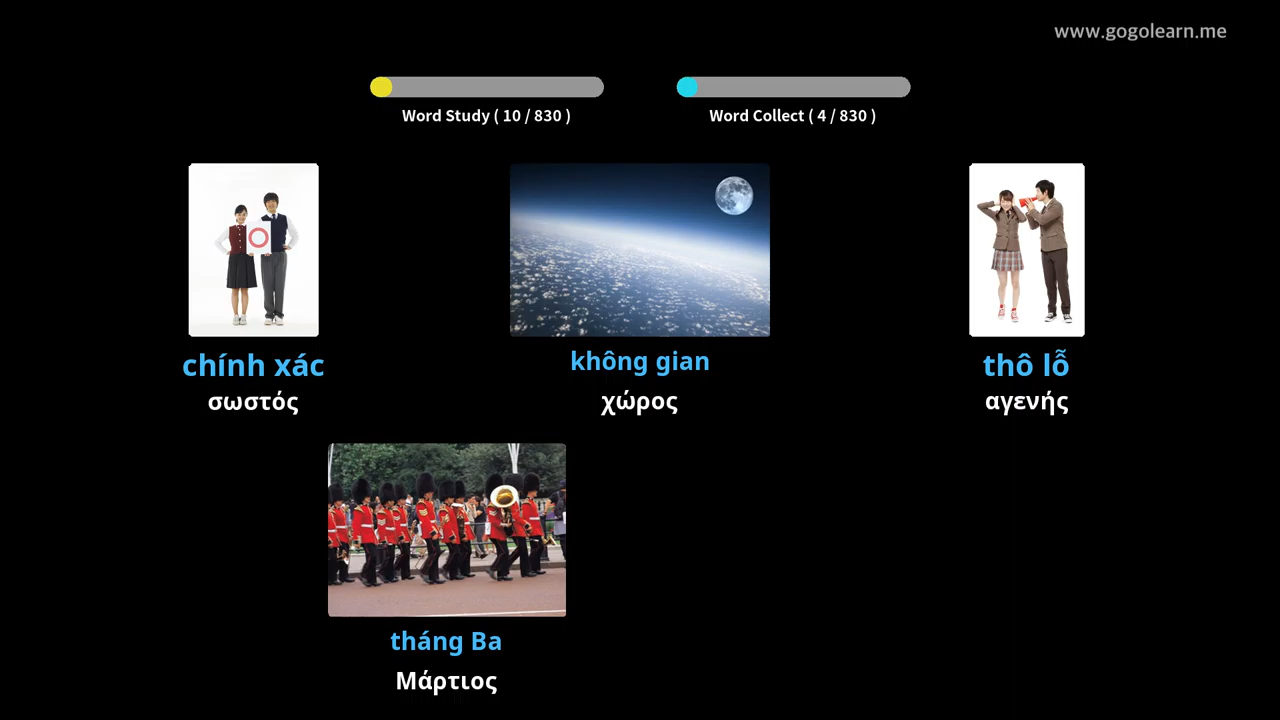 www.gogolearn.me
Word Study ( 10 / 830 )
Word Collect ( 4 / 830 )
chính xác
σωστός
không gian
χώρος
thô lỗ
αγενής
tháng Ba
Μάρτιος